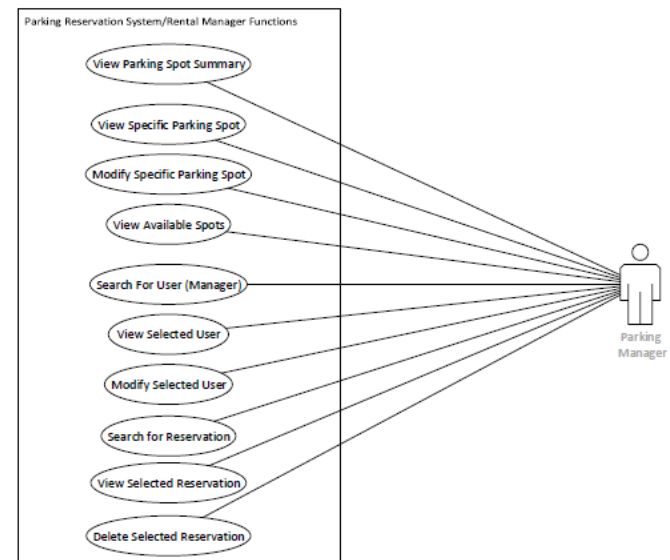 Parking Reservation System/Rental Manager Functions
View Parking Spot Summary
View Specific Parking Spot
Modify Specific Parking Spot
View Available Spots
Search For User (Manager)
View Selected User
Modify Selected User
Search for Reservation
View Selected Reservation
Delete Selected Reservation
Parking
Manager